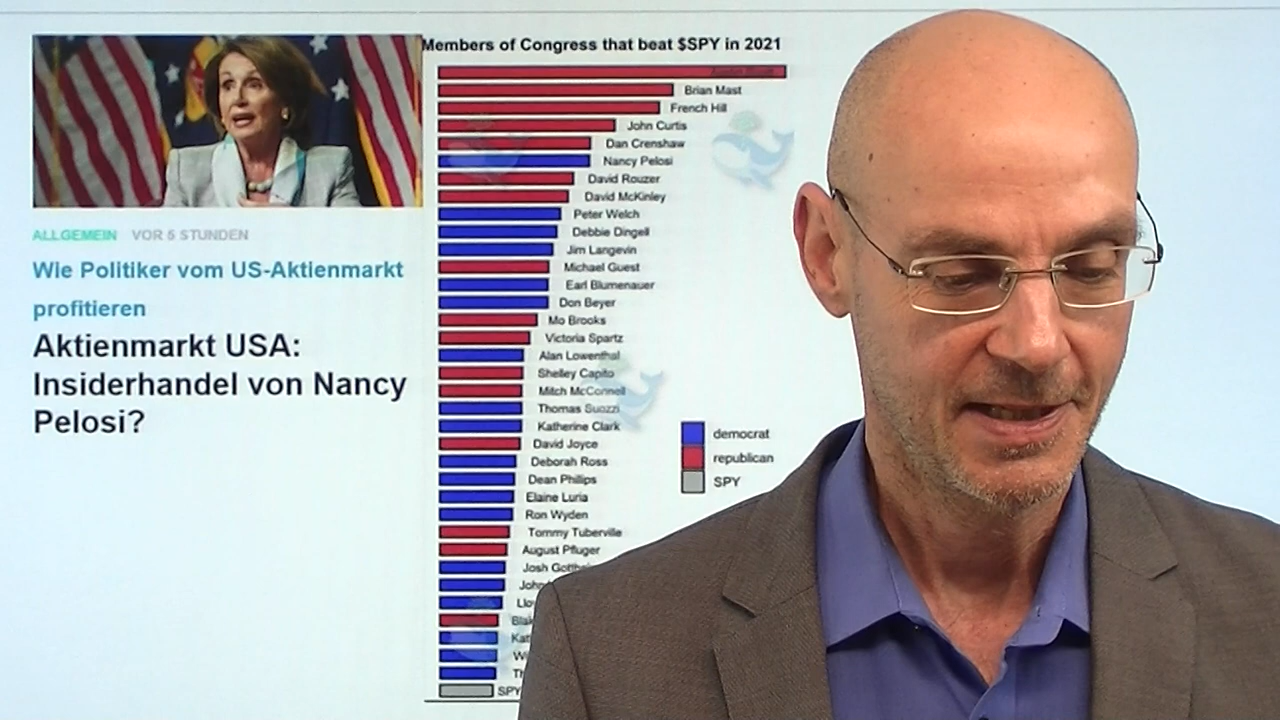 ALLGEMEIN VOR 5 STUNDEN
Wie Politiker vom US-Aktienmarkt
profitieren
Aktienmarkt USA:
Insiderhandel von Nancy
Pelosi?
Members of Congress that beat $SPY in 2021
Brian Mast
French Hill
John Curtis
Dan Crenshaw
Nancy Pelosi
David Rouzer
David McKinley
Peter Welch
Debbie Dingell
Jim Langevin
Michael Guest
Earl Blumenauer
Don Beyer
Mo Brooks
Victoria Spartz
Alan Lowenthal
Shelley Capito
Mitch McConnell
Thomas Suozzi
Katherine Clark
David Joyce
Deborah Ross
Dean Phillips
Elaine Luria
Ron Wyden
Tommy Tuberville
August Pfluger
Josh
John
SPY
democrat
republican
SPY